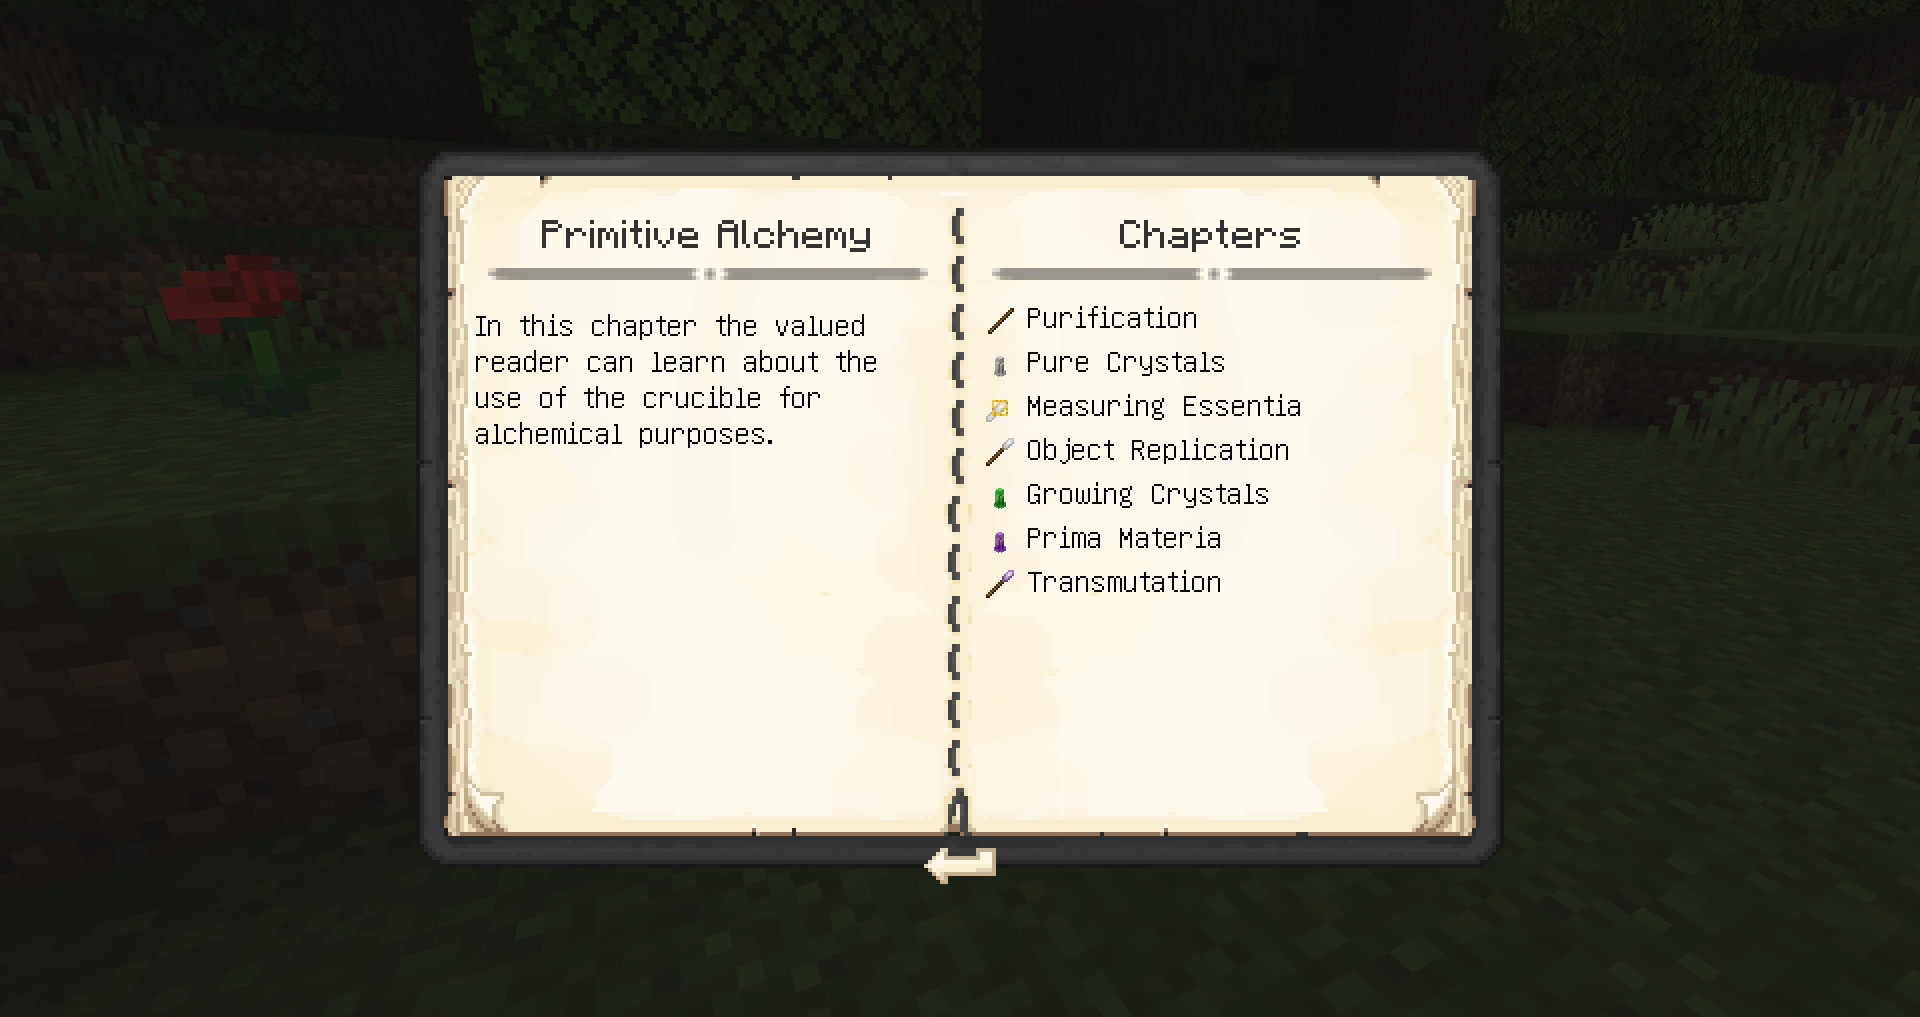 Primitive Alchemy
In this chapter the valued
reader can learn about the
use of the crucible for
alchemical purposes.
Chapters
Purification
Pure Crystals
Measuring Essentia
Object Replication
Growing Crystals
Prima Materia
Transmutation